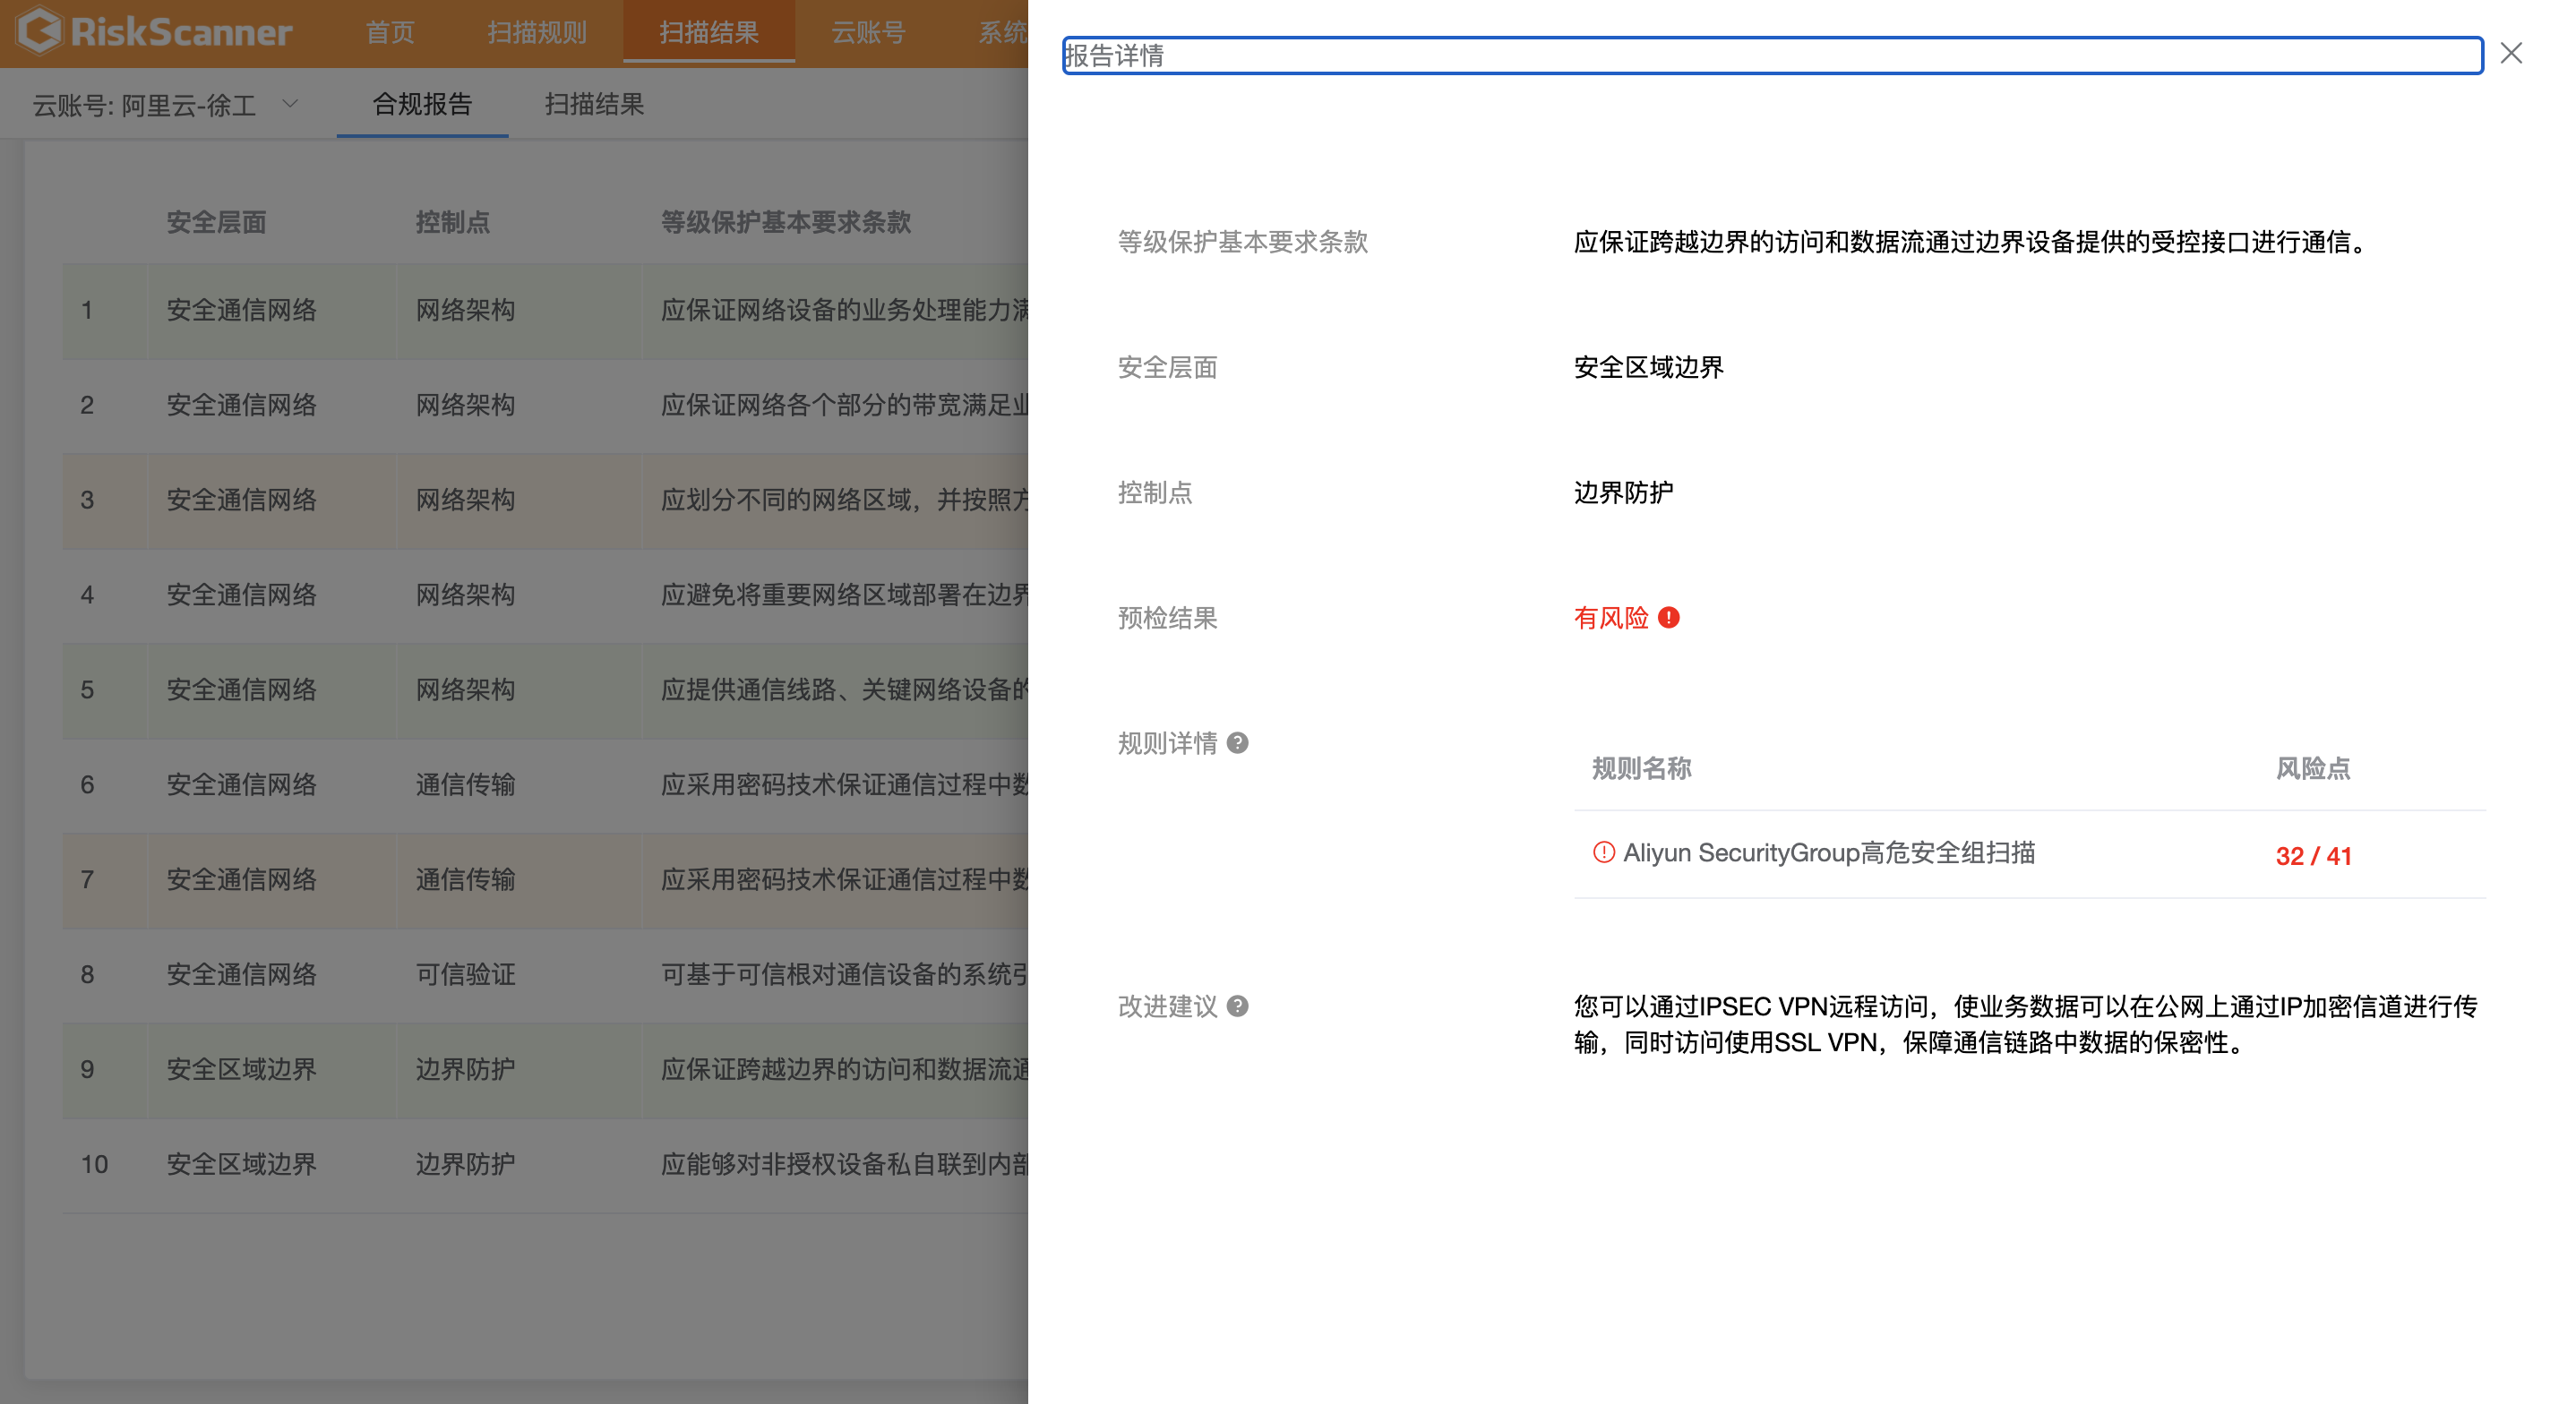 RiskScanner 首页 扫描规则 扫描结果 云账号 系统
云账号: 阿里云-徐工 合规报告 扫描结果
安全层面 控制点 等级保护基本要求条款
1 安全通信网络 网络架构 应保证网络设备的业务处理能力满
2 安全通信网络 网络架构 应保证网络各个部分的带宽满足业
3 安全通信网络 网络架构 应划分不同的网络区域，并按照方
4 安全通信网络 网络架构 应避免将重要网络区域部署在边界
5 安全通信网络 网络架构 应提供通信线路、关键网络设备的
6 安全通信网络 通信传输 应采用密码技术保证通信过程中数
7 安全通信网络 通信传输 应采用密码技术保证通信过程中数
8 安全通信网络 可信验证 可基于可信根对通信设备的系统引
9 安全区域边界 边界防护 应保证跨越边界的访问和数据流通
10 安全区域边界 边界防护 应能够对非授权设备私自联到内部
报告详情
等级保护基本要求条款 应保证跨越边界的访问和数据流通过边界设备提供的受控接口进行通信。
安全层面 安全区域边界
控制点 边界防护
预检结果 有风险
规则详情
规则名称 风险点
Aliyun SecurityGroup高危安全组扫描 32 / 41
改进建议 您可以通过IPSEC VPN远程访问，使业务数据可以在公网上通过IP加密信道进行传
输，同时访问使用SSL VPN，保障通信链路中数据的保密性。